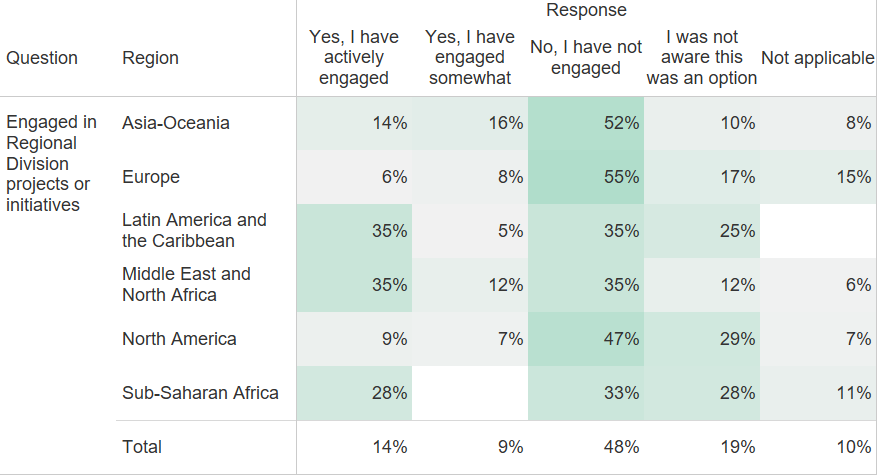 Response
Question Region Yes, I have actively engaged Yes, I have engaged somewhat No, I have not engaged I was not aware this was an option Not applicable
Engaged in Regional Division projects or initiatives
Asia-Oceania 14% 16% 52% 10% 8%
Europe 6% 8% 55% 17% 15%
Latin America and the Caribbean 35% 5% 35% 25%
Middle East and North Africa 35% 12% 35% 12% 6%
North America 9% 7% 47% 29% 7%
Sub-Saharan Africa 28% 33% 28% 11%
Total 14% 9% 48% 19% 10%